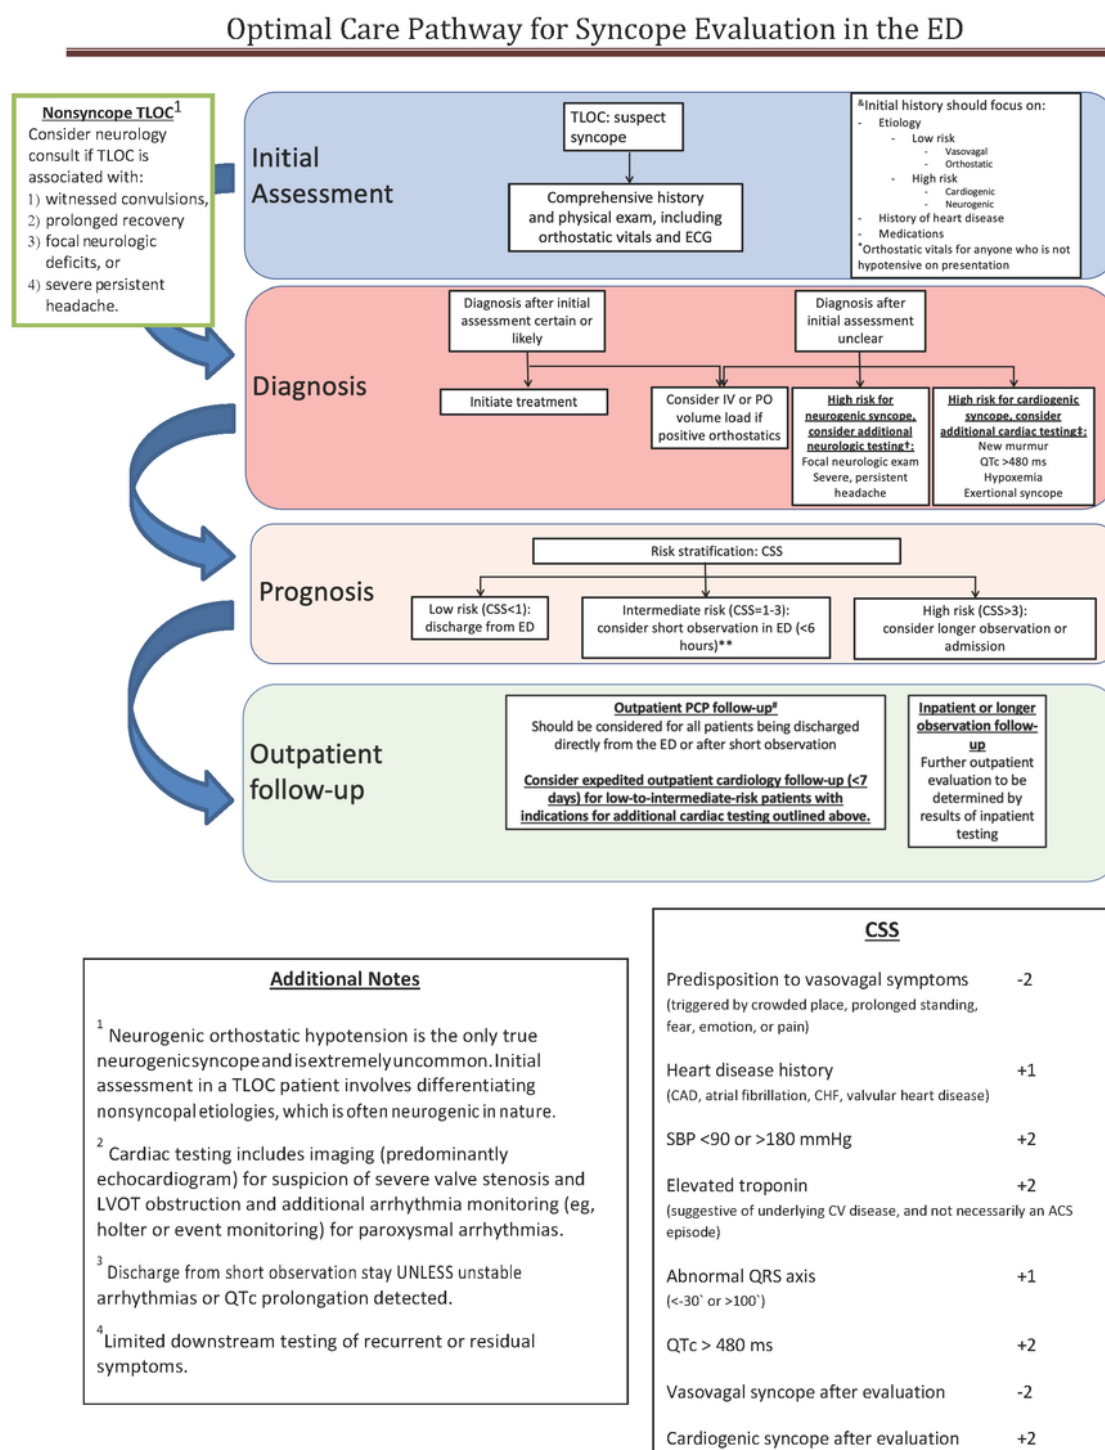 Optimal Care Pathway for Syncope Evaluation in the ED
Nonsyncope TLOC1
Consider neurology
consult if TLOC is
associated with:
1) witnessed convulsions,
2) prolonged recovery
3) focal neurologic
deficits, or
4) severe persistent
headache.
Initial
Assessment
TLOC: suspect
syncope
Comprehensive history
and physical exam, including
orthostatic vitals and ECG
&Initial history should focus on:
- Etiology
- Low risk
- Vasovagal
- Orthostatic
- High risk
- Cardiogenic
- Neurogenic
- History of heart disease
- Medications
*Orthostatic vitals for anyone who is not
hypotensive on presentation
Diagnosis
Diagnosis after initial
assessment certain or
likely
Diagnosis after
initial assessment
unclear
Initiate treatment
Consider IV or PO
volume load if
positive orthostatics
High risk for
neurogenic syncope,
consider additional
neurologic testing†:
Focal neurologic exam
Severe, persistent
headache
High risk for cardiogenic
syncope, consider
additional cardiac testing‡:
New murmur
QTc >480 ms
Hypoxemia
Exertional syncope
Prognosis
Risk stratification: CSS
Low risk (CSS<1):
discharge from ED
Intermediate risk (CSS=1-3):
consider short observation in ED (<6
hours)**
High risk (CSS>3):
consider longer observation or
admission
Outpatient
follow-up
Outpatient PCP follow-up#
Should be considered for all patients being discharged
directly from the ED or after short observation
Consider expedited outpatient cardiology follow-up (<7
days) for low-to-intermediate-risk patients with
indications for additional cardiac testing outlined above.
Inpatient or longer
observation follow-
up
Further outpatient
evaluation to be
determined by
results of inpatient
testing
Additional Notes
1 Neurogenic orthostatic hypotension is the only true
neurogenic syncope and is extremely uncommon. Initial
assessment in a TLOC patient involves differentiating
nonsyncopal etiologies, which is often neurogenic in nature.
2 Cardiac testing includes imaging (predominantly
echocardiogram) for suspicion of severe valve stenosis and
LVOT obstruction and additional arrhythmia monitoring (eg,
holter or event monitoring) for paroxysmal arrhythmias.
3 Discharge from short observation stay UNLESS unstable
arrhythmias or QTc prolongation detected.
4Limited downstream testing of recurrent or residual
symptoms.
CSS
Predisposition to vasovagal symptoms -2
(triggered by crowded place, prolonged standing,
fear, emotion, or pain)
Heart disease history +1
(CAD, atrial fibrillation, CHF, valvular heart disease)
SBP <90 or >180 mmHg +2
Elevated troponin +2
(suggestive of underlying CV disease, and not necessarily an ACS
episode)
Abnormal QRS axis +1
(<-30` or >100`)
QTc > 480 ms +2
Vasovagal syncope after evaluation -2
Cardiogenic syncope after evaluation +2